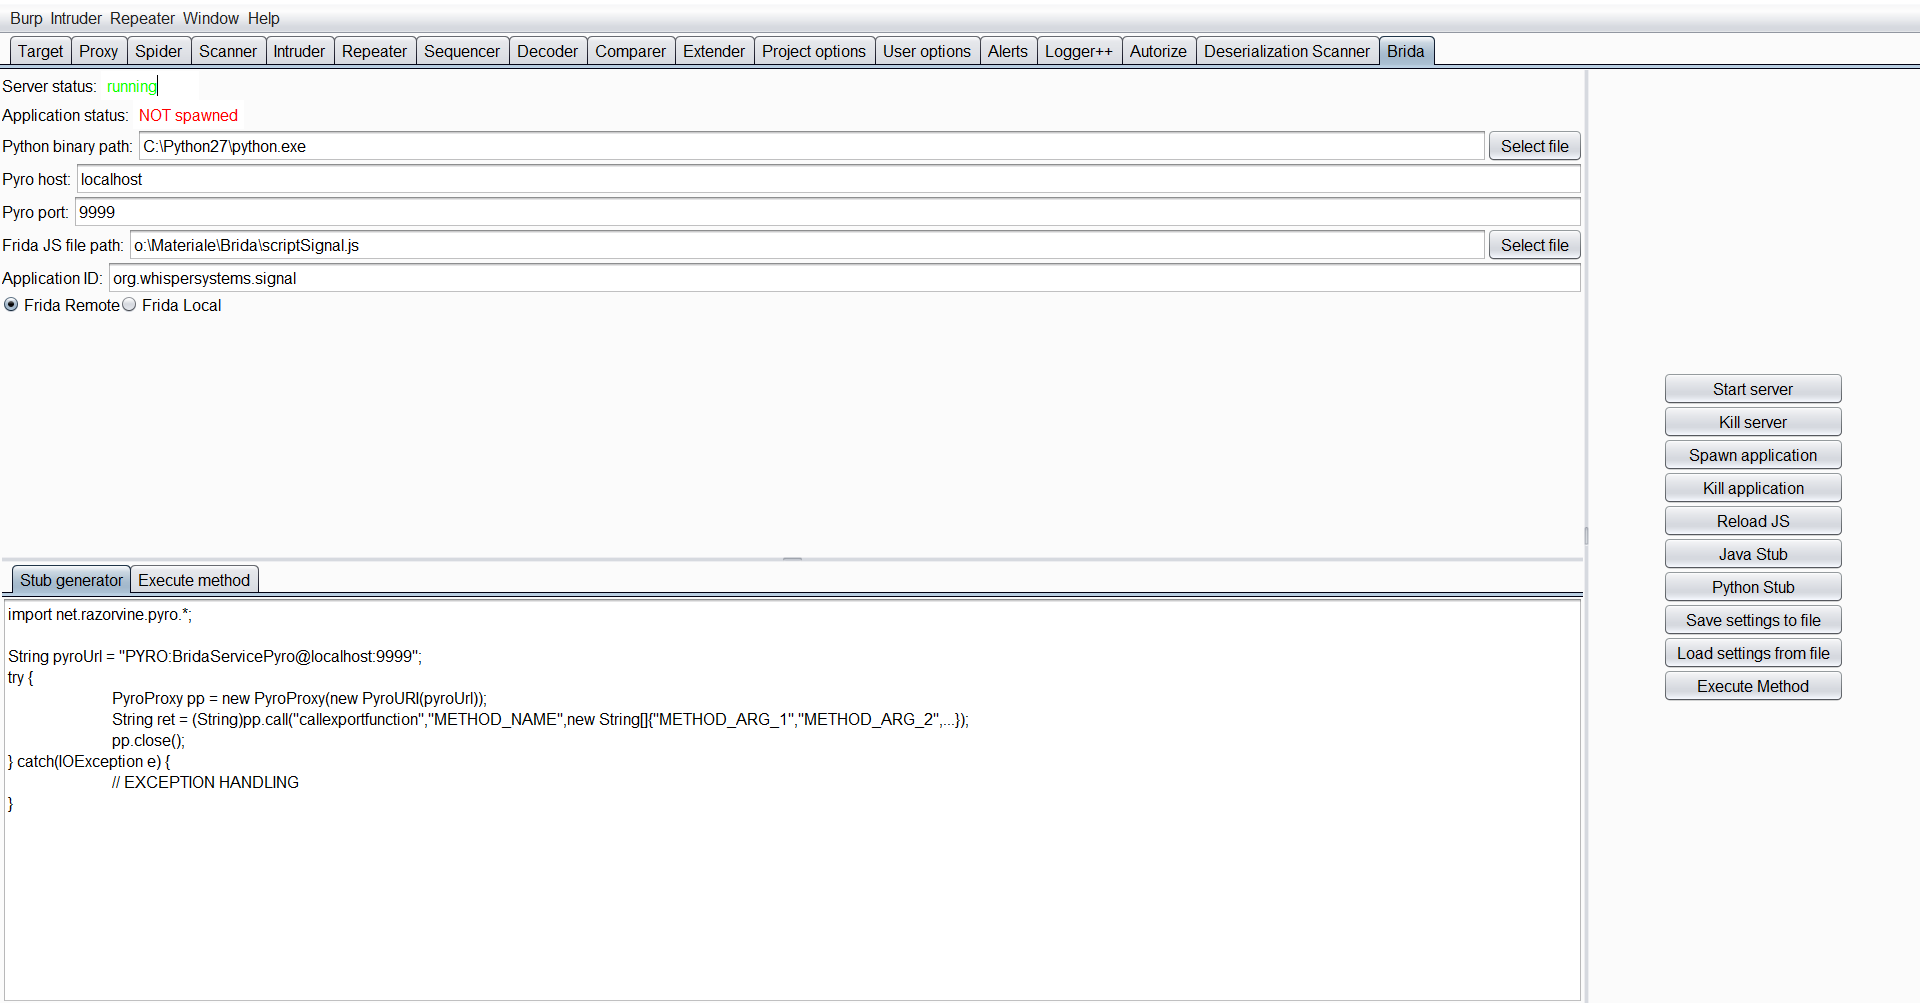 Burp Intruder Repeater Window Help
Target Proxy Spider Scanner Intruder Repeater Sequencer Decoder Comparer Extender Project options User options Alerts Logger++ Autorize Deserialization Scanner Brida
Server status: running
Application status: NOT spawned
Python binary path: C:\Python27\python.exe Select file
Pyro host: localhost
Pyro port: 9999
Frida JS file path: o:\Materiale\Brida\scriptSignal.js Select file
Application ID: org.whispersystems.signal
Frida Remote Frida Local
Start server
Kill server
Spawn application
Kill application
Reload JS
Java Stub
Python Stub
Save settings to file
Load settings from file
Execute Method
Stub generator Execute method
import net.razorvine.pyro.*;
String pyroUrl = "PYRO:BridaServicePyro@localhost:9999";
try {
PyroProxy pp = new PyroProxy(new PyroURI(pyroUrl));
String ret = (String)pp.call("callexportfunction","METHOD_NAME",new String[]{"METHOD_ARG_1","METHOD_ARG_2",...});
pp.close();
} catch(IOException e) {
// EXCEPTION HANDLING
}